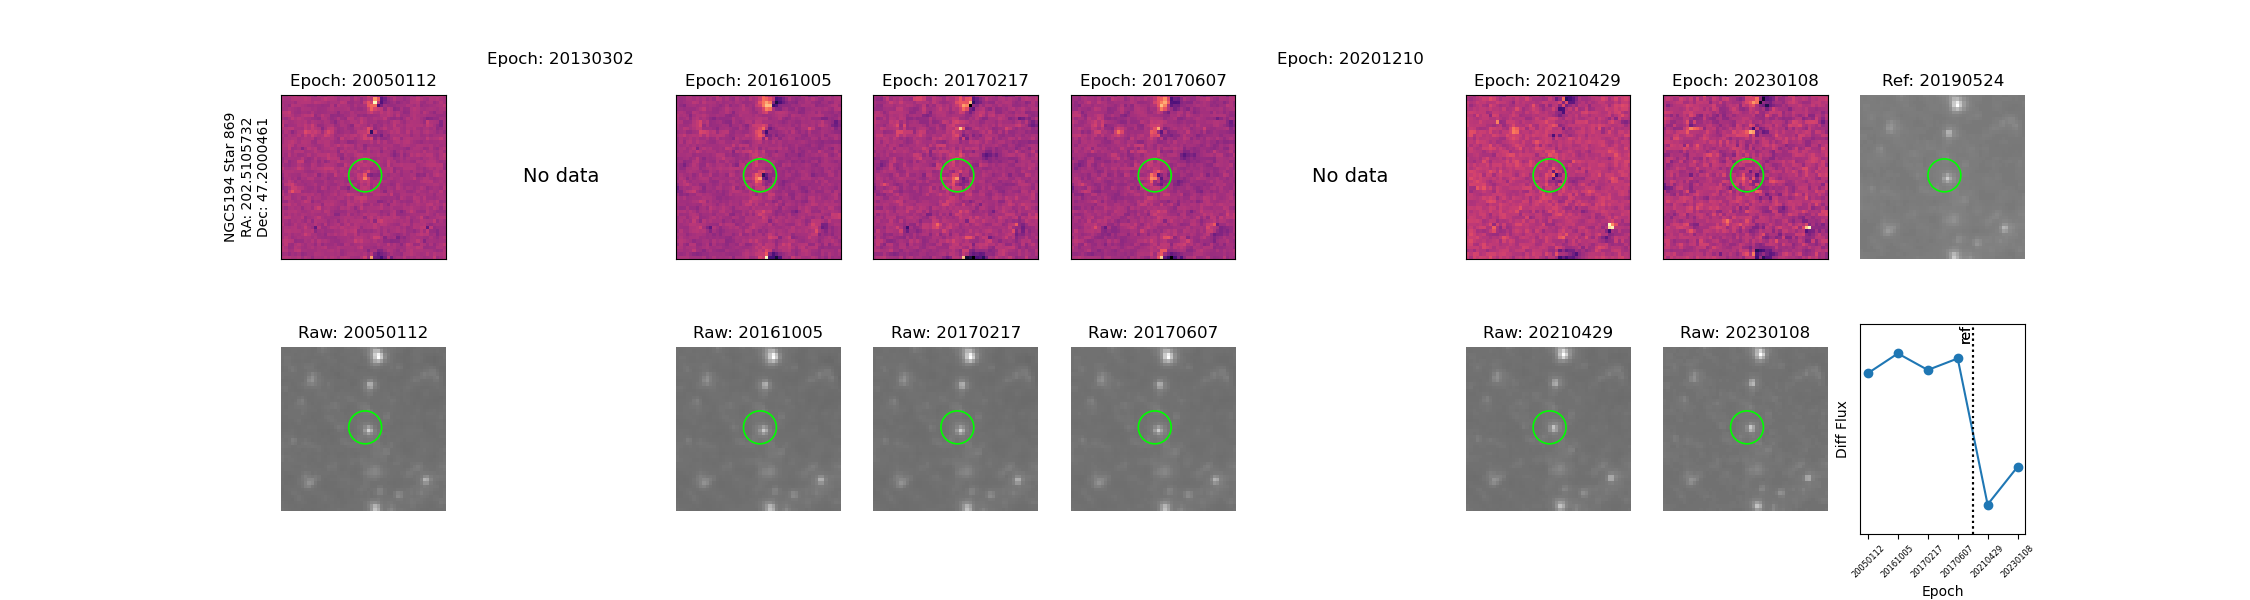 Epoch: 20130302
Epoch: 20201210
Epoch: 20050112
Epoch: 20161005
Epoch: 20170217
Epoch: 20170607
Epoch: 20210429
Epoch: 20230108
Ref: 20190524
NGC5194 Star 869
RA: 202.5105732
Dec: 47.2000461
No data
No data
Raw: 20050112
Raw: 20161005
Raw: 20170217
Raw: 20170607
Raw: 20210429
Raw: 20230108
ref
Diff Flux
20050112
20161005
20170217
20170607
20210429
20230108
Epoch